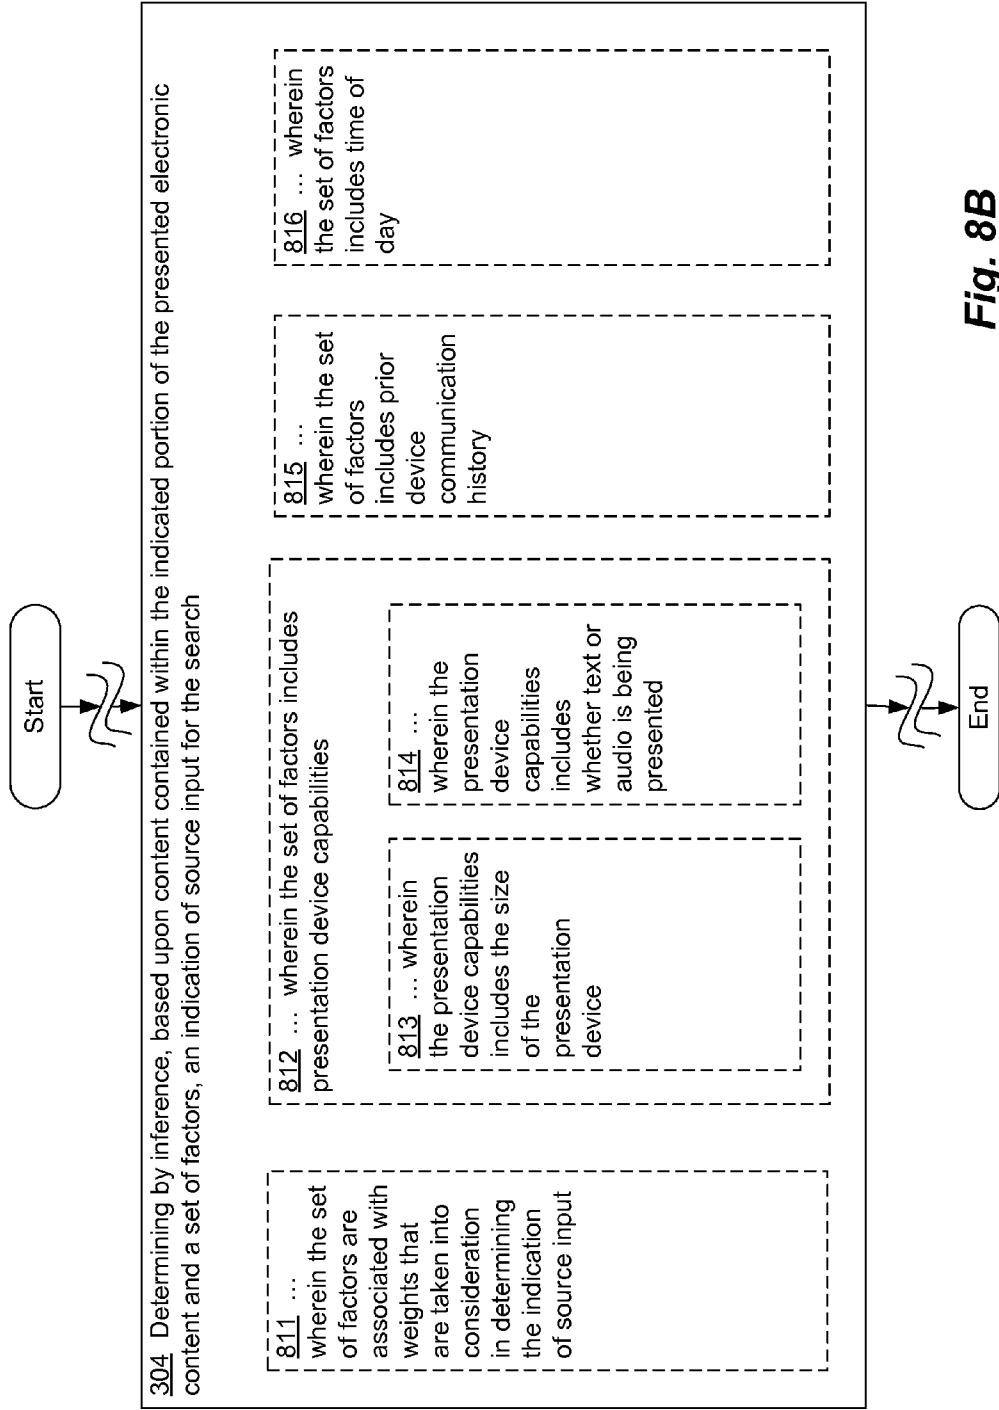 Start
304 Determining by inference, based upon content contained within the indicated portion of the presented electronic
content and a set of factors, an indication of source input for the search
811 ...
wherein the set
of factors are
associated with
weights that
are taken into
consideration
in determining
the indication
of source input
812 ... wherein the set of factors includes
presentation device capabilities
813 ... wherein
the presentation
device capabilities
includes the size
of the
presentation
device
814 ...
wherein the
presentation
device
capabilities
includes
whether text or
audio is being
presented
815 ...
wherein the set
of factors
includes prior
device
communication
history
816 ... wherein
the set of factors
includes time of
day
End
Fig. 8B